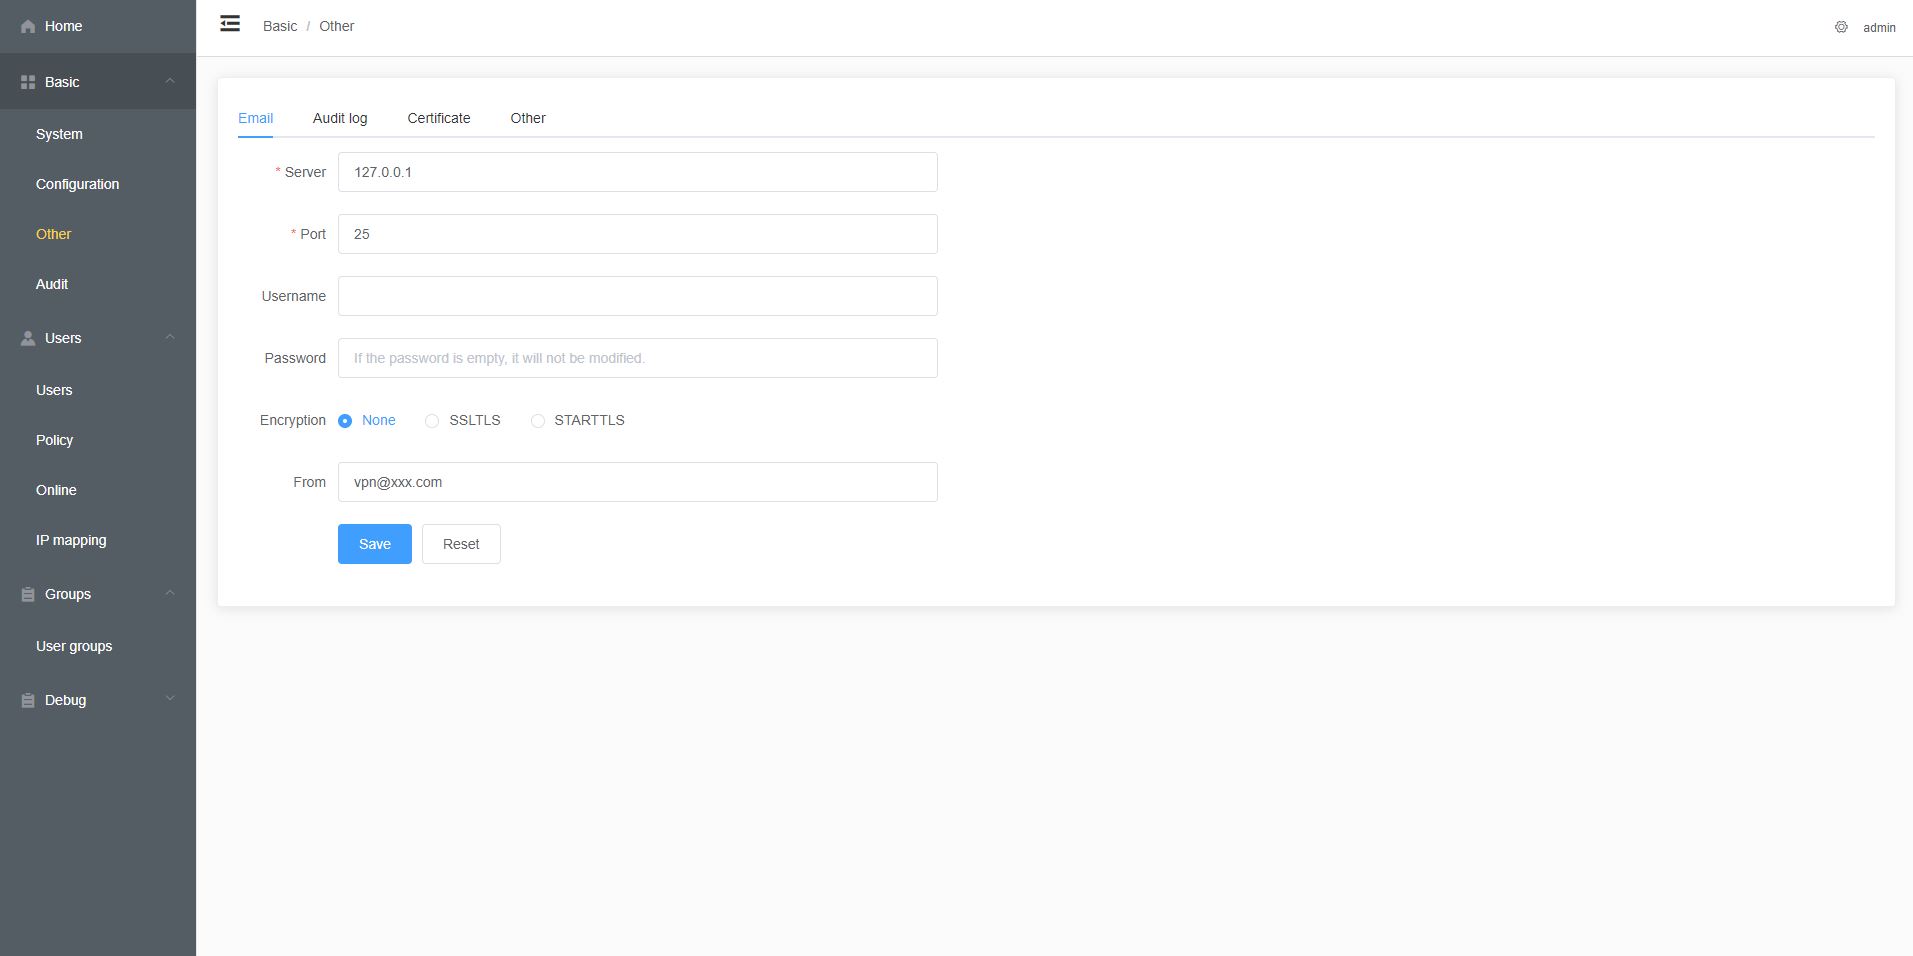 Home
Basic
System
Configuration
Other
Audit
Users
Users
Policy
Online
IP mapping
Groups
User groups
Debug
Basic / Other
admin
Email Audit log Certificate Other
* Server 127.0.0.1
* Port 25
Username
Password If the password is empty, it will not be modified.
Encryption None SSLTLS STARTTLS
From vpn@xxx.com
Save Reset